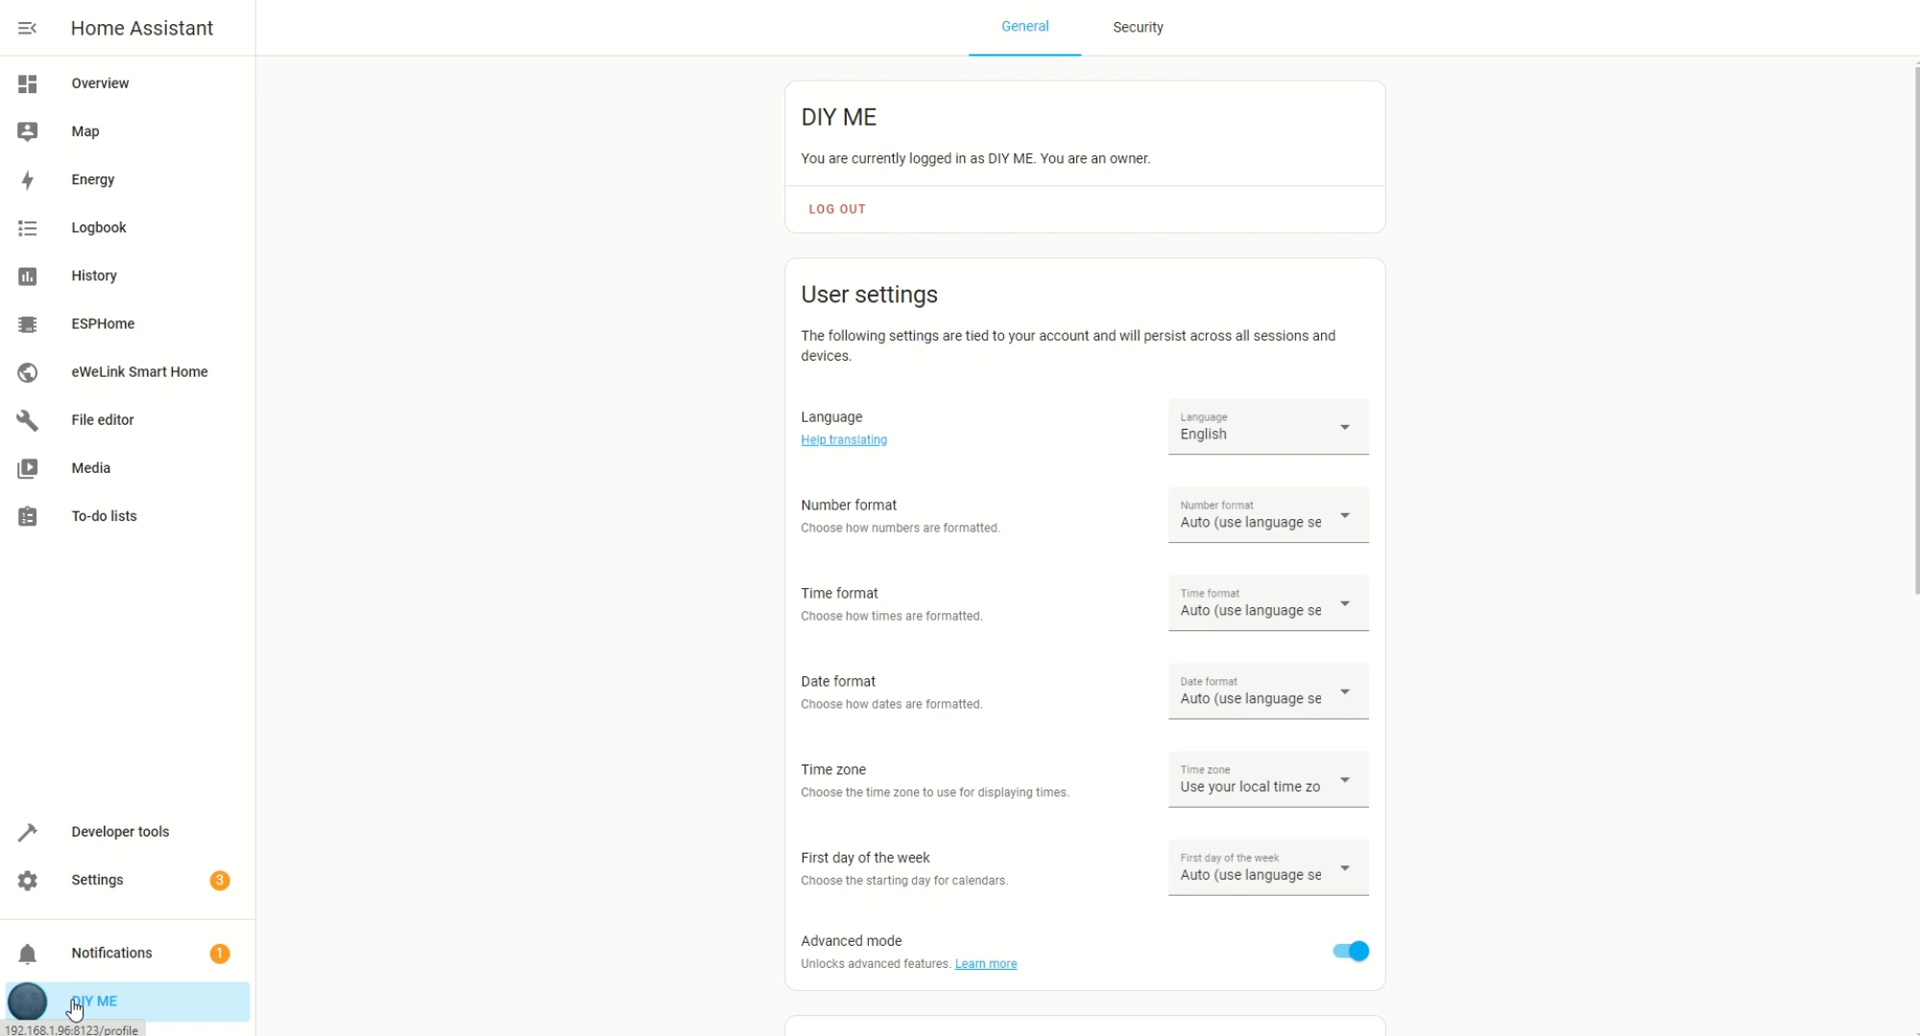 Home Assistant
General
Security
Overview
Map
Energy
Logbook
History
ESPHome
eWeLink Smart Home
File editor
Media
To-do lists
Developer tools
Settings
3
Notifications
1
DIY ME
192.168.1.96:8123/profile
DIY ME
You are currently logged in as DIY ME. You are an owner.
LOG OUT
User settings
The following settings are tied to your account and will persist across all sessions and
devices.
Language
Help translating
Language
English
Number format
Choose how numbers are formatted.
Number format
Auto (use language se
Time format
Choose how times are formatted.
Time format
Auto (use language se
Date format
Choose how dates are formatted.
Date format
Auto (use language se
Time zone
Choose the time zone to use for displaying times.
Time zone
Use your local time zo
First day of the week
Choose the starting day for calendars.
First day of the week
Auto (use language se
Advanced mode
Unlocks advanced features. Learn more